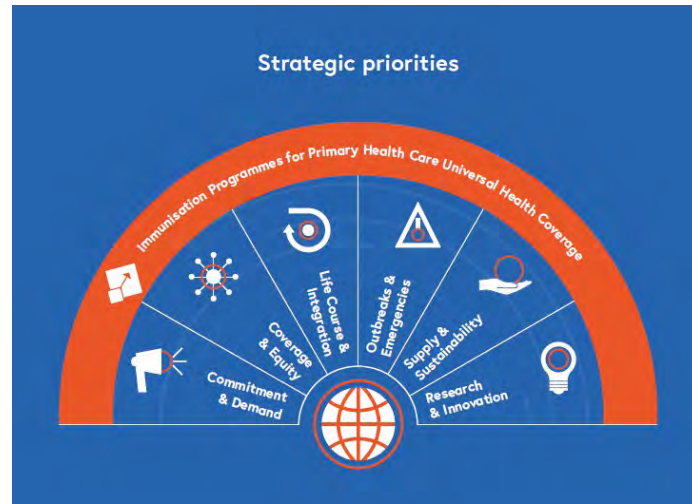 Strategic priorities
Immunisation Programmes for Primary Health Care Universal Health Coverage
Commitment
& Demand
Coverage
& Equity
Life Course &
Integration
Outbreaks &
Emergencies
Supply &
Sustainability
Research
& Innovation